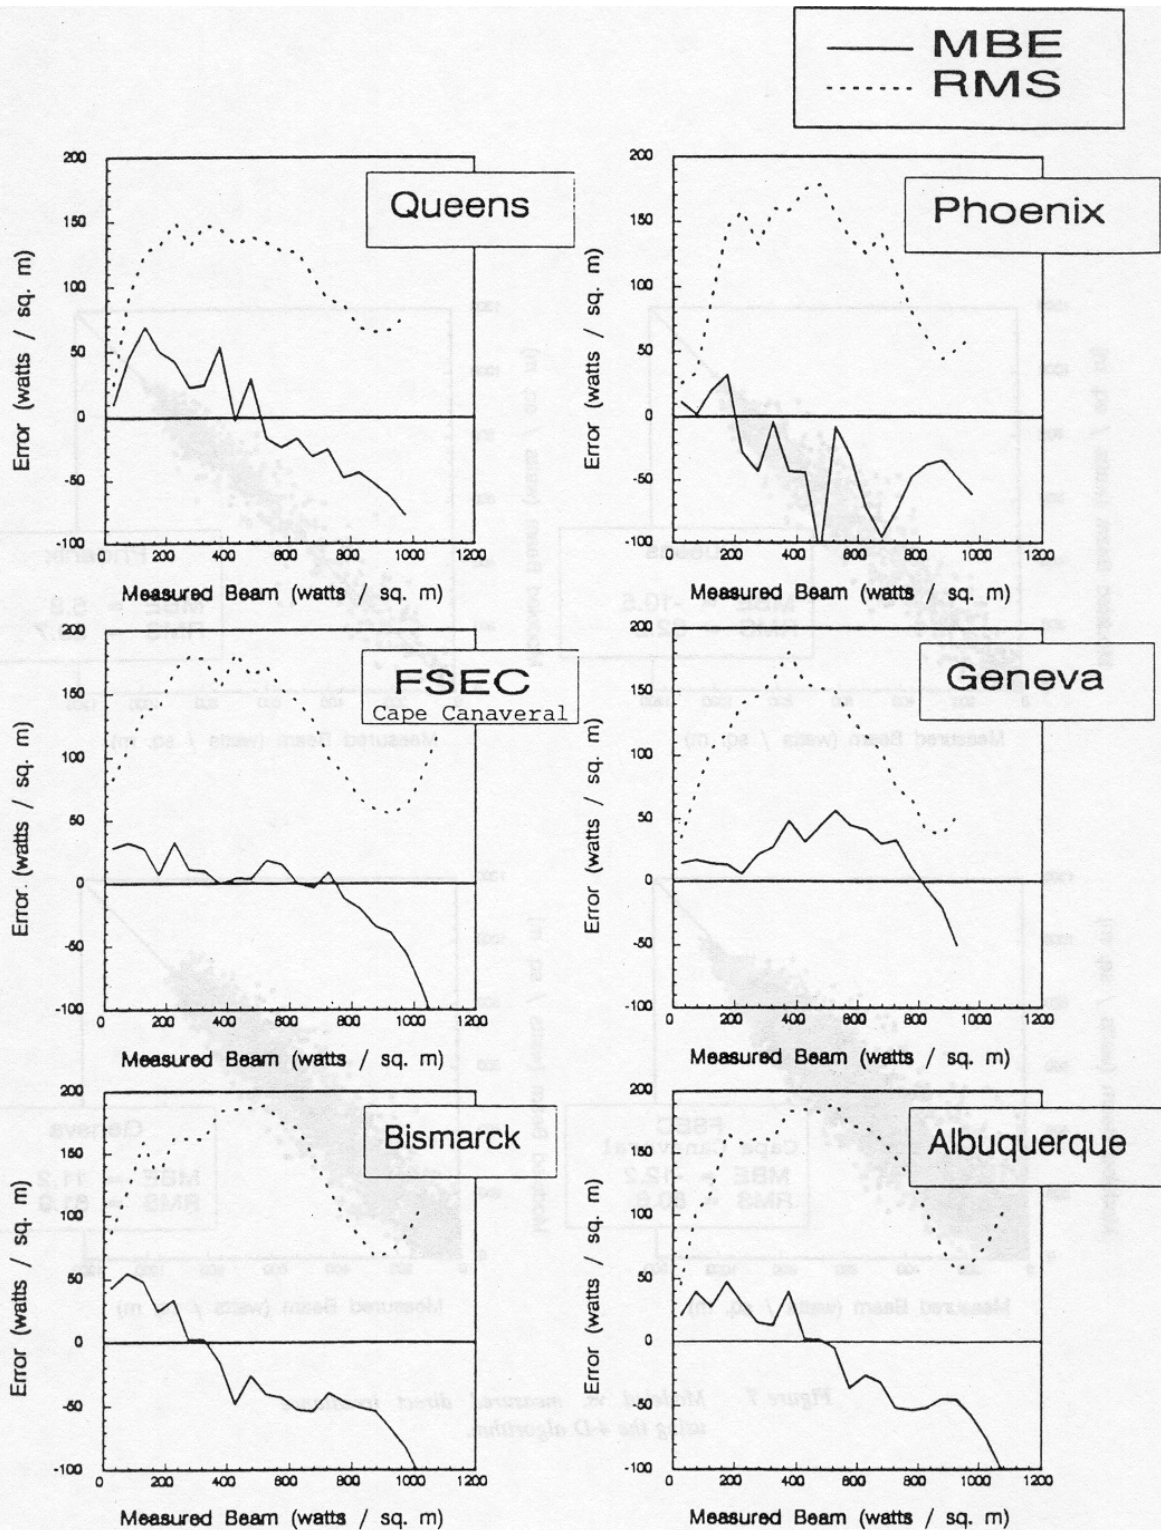 MBE
RMS
Queens
200
150
100
50
0
-50
-100
0 200 400 600 800 1000 1200
Error (watts / sq. m)
Measured Beam (watts / sq. m)
Phoenix
200
150
100
50
0
-50
-100
0 200 400 600 800 1000 1200
Error (watts / sq. m)
Measured Beam (watts / sq. m)
FSEC
Cape Canaveral
200
150
100
50
0
-50
-100
0 200 400 600 800 1000 1200
Error. (watts / sq. m)
Measured Beam (watts / sq. m)
Geneva
200
150
100
50
0
-50
-100
0 200 400 600 800 1000 1200
Error (watts / sq. m)
Measured Beam (watts / sq. m)
Bismarck
200
150
100
50
0
-50
-100
0 200 400 600 800 1000 1200
Error (watts / sq. m)
Measured Beam (watts / sq. m)
Albuquerque
200
150
100
50
0
-50
-100
0 200 400 600 800 1000 1200
Error (watts / sq. m)
Measured Beam (watts / sq. m)